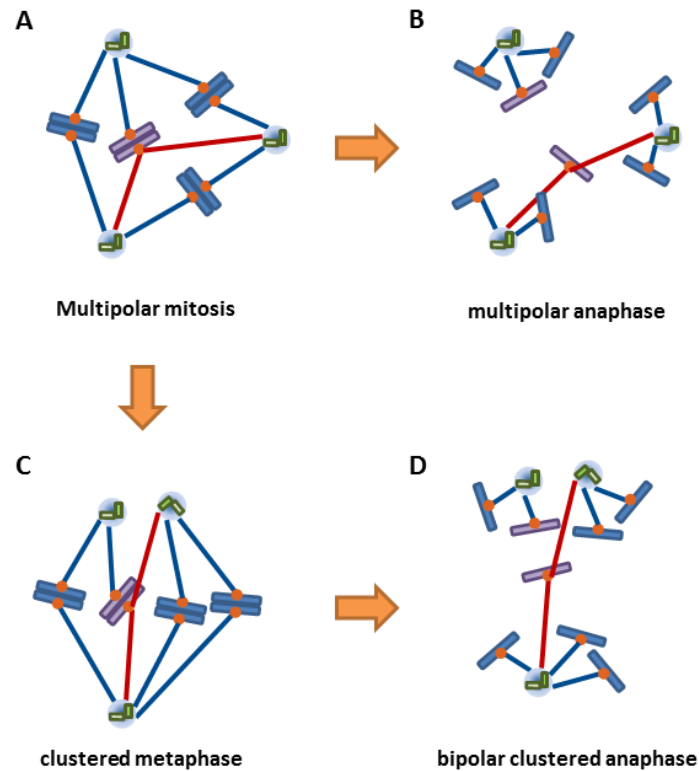 A
B
Multipolar mitosis
multipolar anaphase
C
D
clustered metaphase
bipolar clustered anaphase